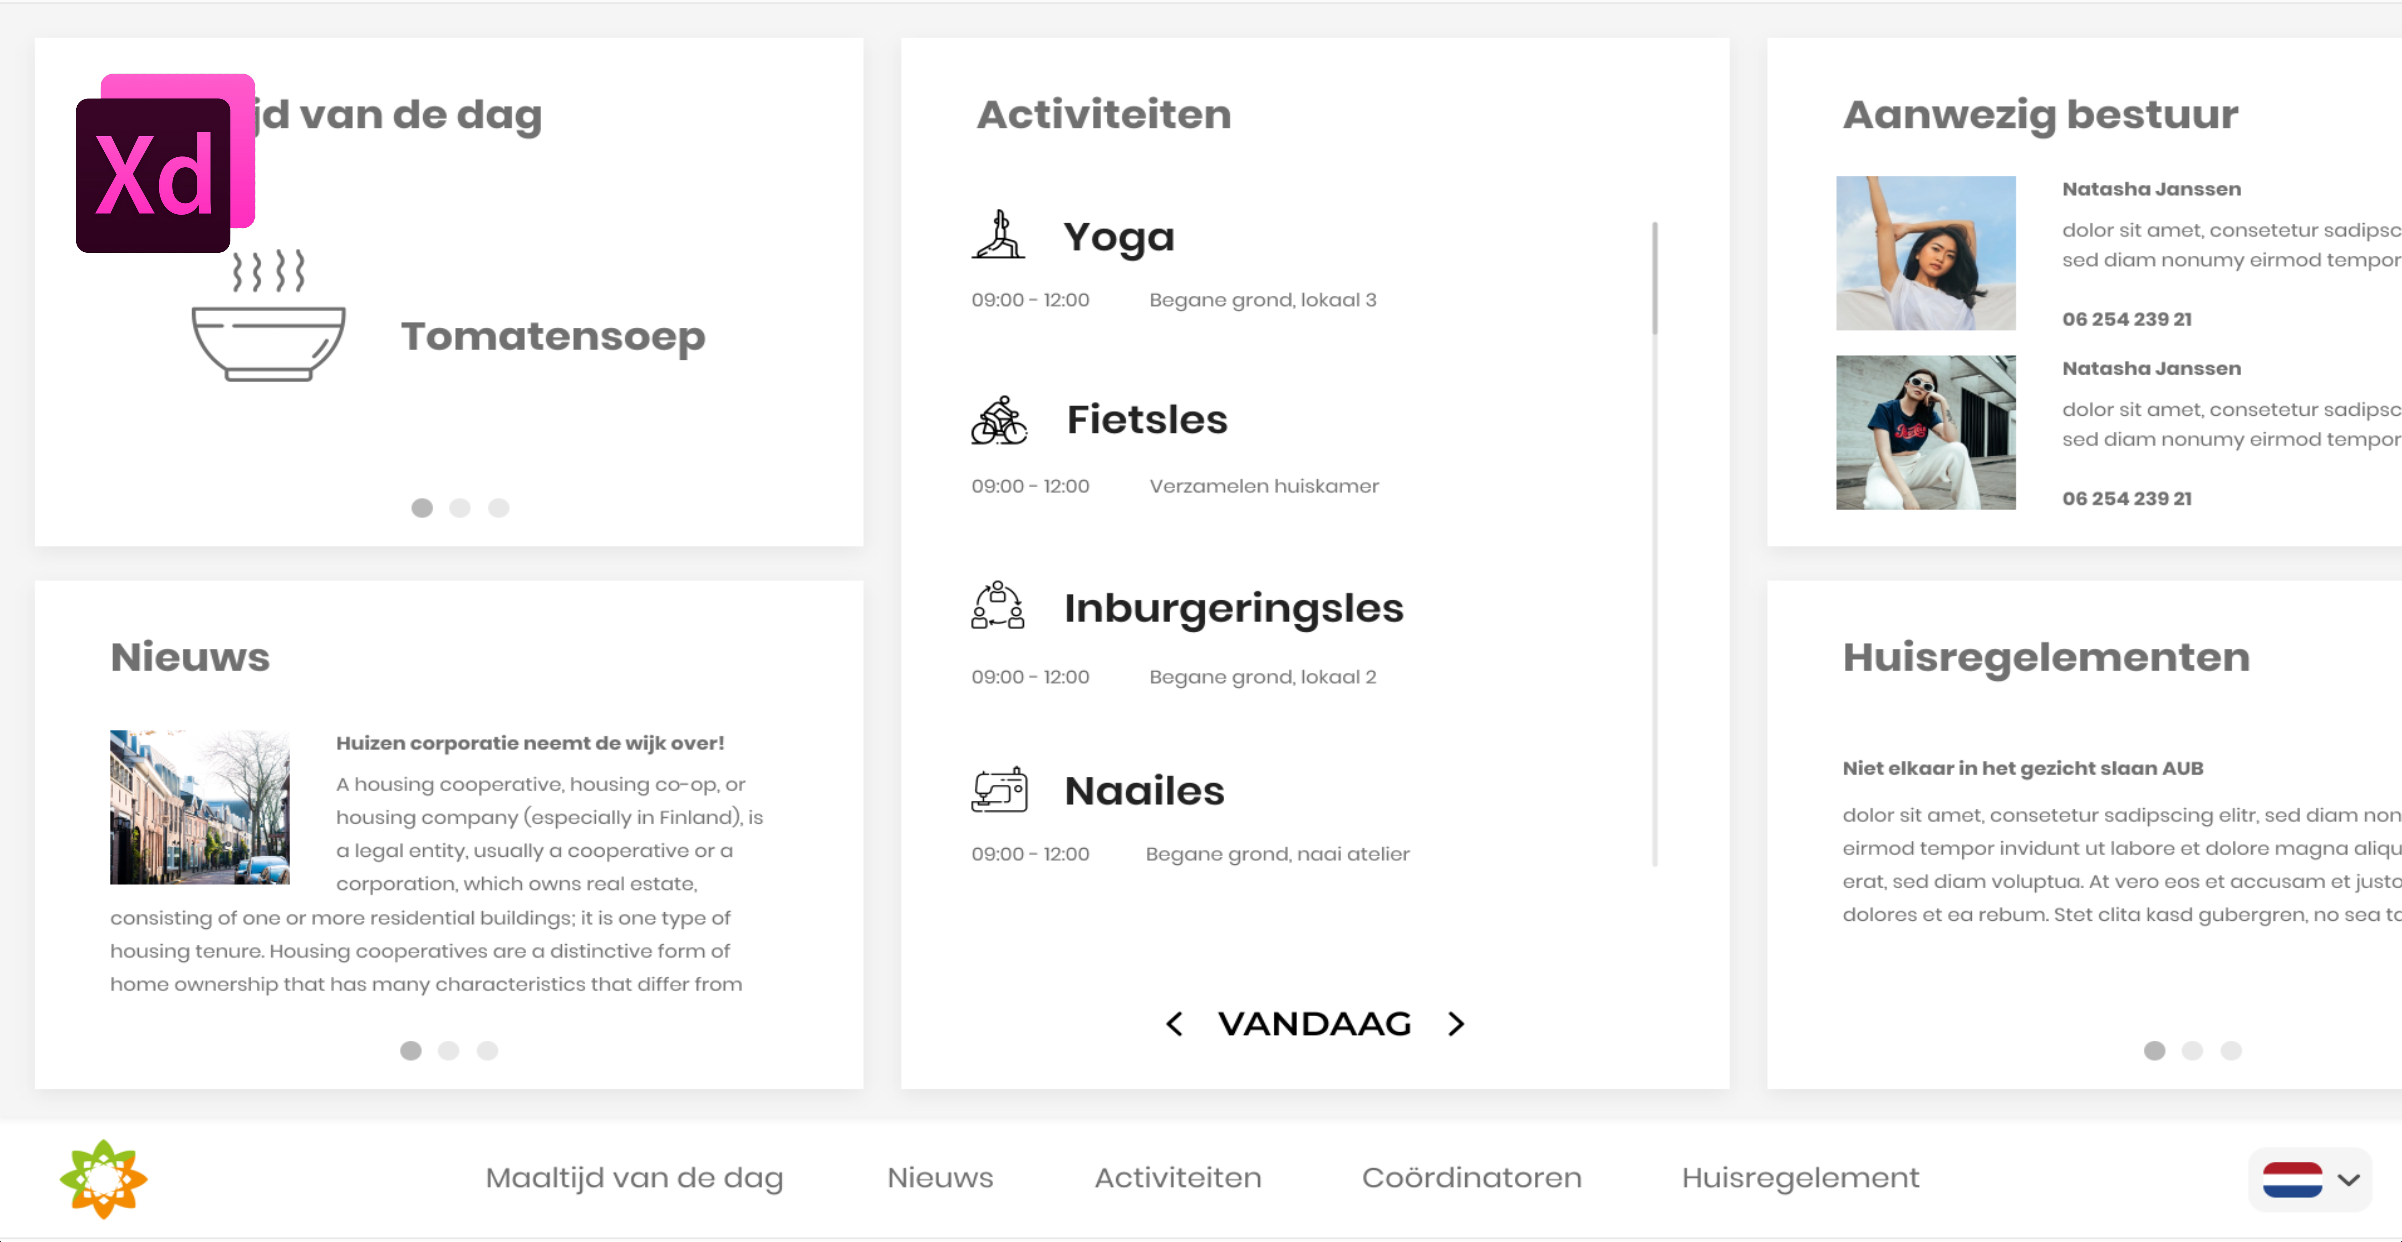 Xd
jd van de dag
Tomatensoep
Nieuws
Huizen corporatie neemt de wijk over!
A housing cooperative, housing co-op, or
housing company (especially in Finland), is
a legal entity, usually a cooperative or a
corporation, which owns real estate,
consisting of one or more residential buildings; it is one type of
housing tenure. Housing cooperatives are a distinctive form of
home ownership that has many characteristics that differ from
Activiteiten
Yoga
09:00 - 12:00 Begane grond, lokaal 3
Fietsles
09:00 - 12:00 Verzamelen huiskamer
Inburgeringsles
09:00 - 12:00 Begane grond, lokaal 2
Naailes
09:00 - 12:00 Begane grond, naai atelier
< VANDAAG >
Aanwezig bestuur
Natasha Janssen
dolor sit amet, consetetur sadipsc
sed diam nonumy eirmod tempor
06 254 239 21
Natasha Janssen
dolor sit amet, consetetur sadipsc
sed diam nonumy eirmod tempor
06 254 239 21
Huisregelementen
Niet elkaar in het gezicht slaan AUB
dolor sit amet, consetetur sadipscing elitr, sed diam non
eirmod tempor invidunt ut labore et dolore magna aliqu
erat, sed diam voluptua. At vero eos et accusam et justo
dolores et ea rebum. Stet clita kasd gubergren, no sea ta
Maaltijd van de dag Nieuws Activiteiten Coördinatoren Huisregelement